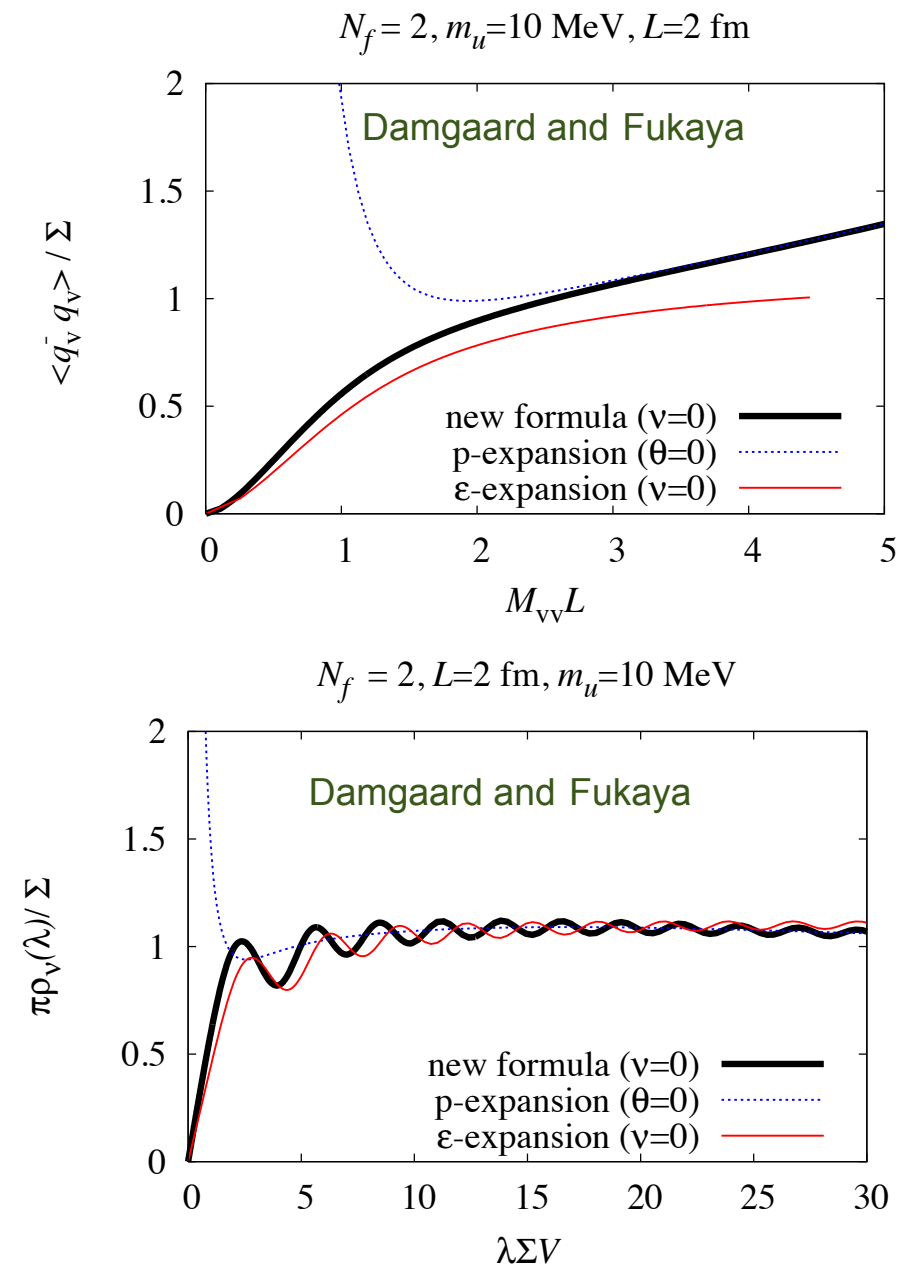 N_f = 2, m_u=10 MeV, L=2 fm
2
Damgaard and Fukaya
1.5
1
0.5
0
<q̄_v q_v> / Σ
new formula (ν=0)
p-expansion (θ=0)
ε-expansion (ν=0)
0 1 2 3 4 5
M_vv L
N_f = 2, L=2 fm, m_u=10 MeV
2
Damgaard and Fukaya
1.5
1
0.5
0
πρ_ν(λ)/ Σ
new formula (ν=0)
p-expansion (θ=0)
ε-expansion (ν=0)
0 5 10 15 20 25 30
λΣV